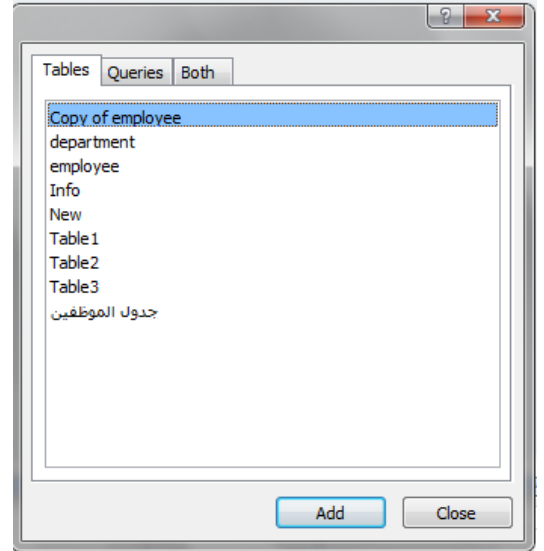 Tables Queries Both
Copy of employee
department
employee
Info
New
Table1
Table2
Table3
جدول الموظفين
Add Close